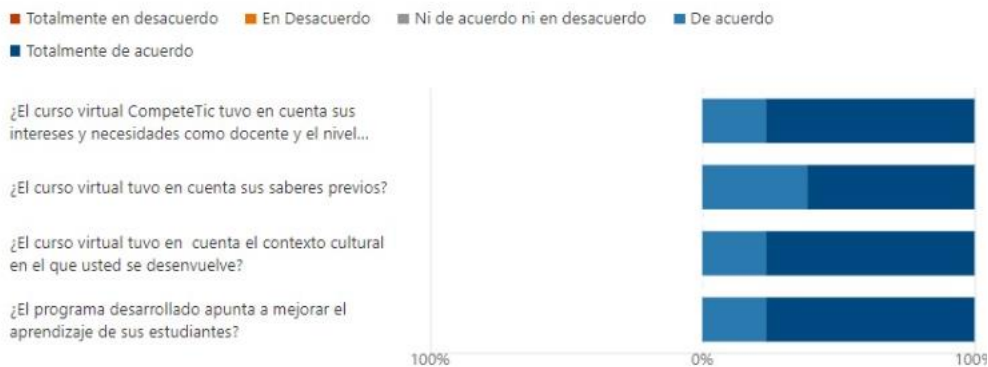 Totalmente en desacuerdo En Desacuerdo Ni de acuerdo ni en desacuerdo De acuerdo
Totalmente de acuerdo
¿El curso virtual CompeteTic tuvo en cuenta sus
intereses y necesidades como docente y el nivel...
¿El curso virtual tuvo en cuenta sus saberes previos?
¿El curso virtual tuvo en cuenta el contexto cultural
en el que usted se desenvuelve?
¿El programa desarrollado apunta a mejorar el
aprendizaje de sus estudiantes?
100% 0% 100%